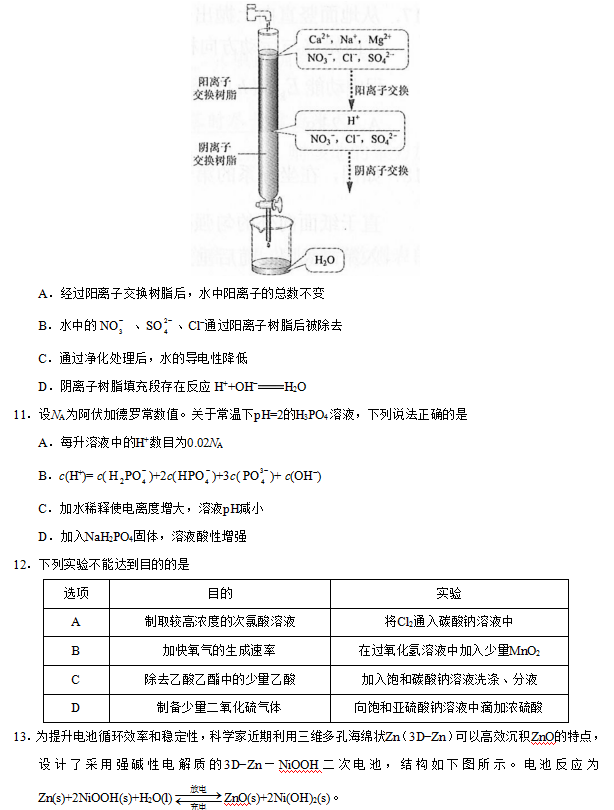 Ca²⁺, Na⁺, Mg²⁺
NO₃⁻, Cl⁻, SO₄²⁻
阳离子
交换树脂
阳离子交换
H⁺
NO₃⁻, Cl⁻, SO₄²⁻
阴离子
交换树脂
阴离子交换
H₂O
A．经过阳离子交换树脂后，水中阳离子的总数不变
B．水中的 NO₃⁻ 、SO₄²⁻ 、Cl⁻通过阳离子树脂后被除去
C．通过净化处理后，水的导电性降低
D．阴离子树脂填充段存在反应 H⁺+OH⁻══H₂O
11．设NA为阿伏加德罗常数值。关于常温下pH=2的H₃PO₄溶液，下列说法正确的是
A．每升溶液中的H⁺数目为0.02NA
B．c(H⁺)= c( H₂PO₄⁻ )+2c( HPO₄⁻ )+3c( PO₄³⁻ )+ c(OH⁻)
C．加水稀释使电离度增大，溶液pH减小
D．加入NaH₂PO₄固体，溶液酸性增强
12．下列实验不能达到目的的是
选项 目的 实验
A 制取较高浓度的次氯酸溶液 将Cl₂通入碳酸钠溶液中
B 加快氧气的生成速率 在过氧化氢溶液中加入少量MnO₂
C 除去乙酸乙酯中的少量乙酸 加入饱和碳酸钠溶液洗涤、分液
D 制备少量二氧化硫气体 向饱和亚硫酸钠溶液中滴加浓硫酸
13．为提升电池循环效率和稳定性，科学家近期利用三维多孔海绵状Zn（3D−Zn）可以高效沉积ZnO的特点，
设计了采用强碱性电解质的3D−Zn—NiOOH二次电池，结构如下图所示。电池反应为
Zn(s)+2NiOOH(s)+H₂O(l) 放电⇌充电 ZnO(s)+2Ni(OH)₂(s)。